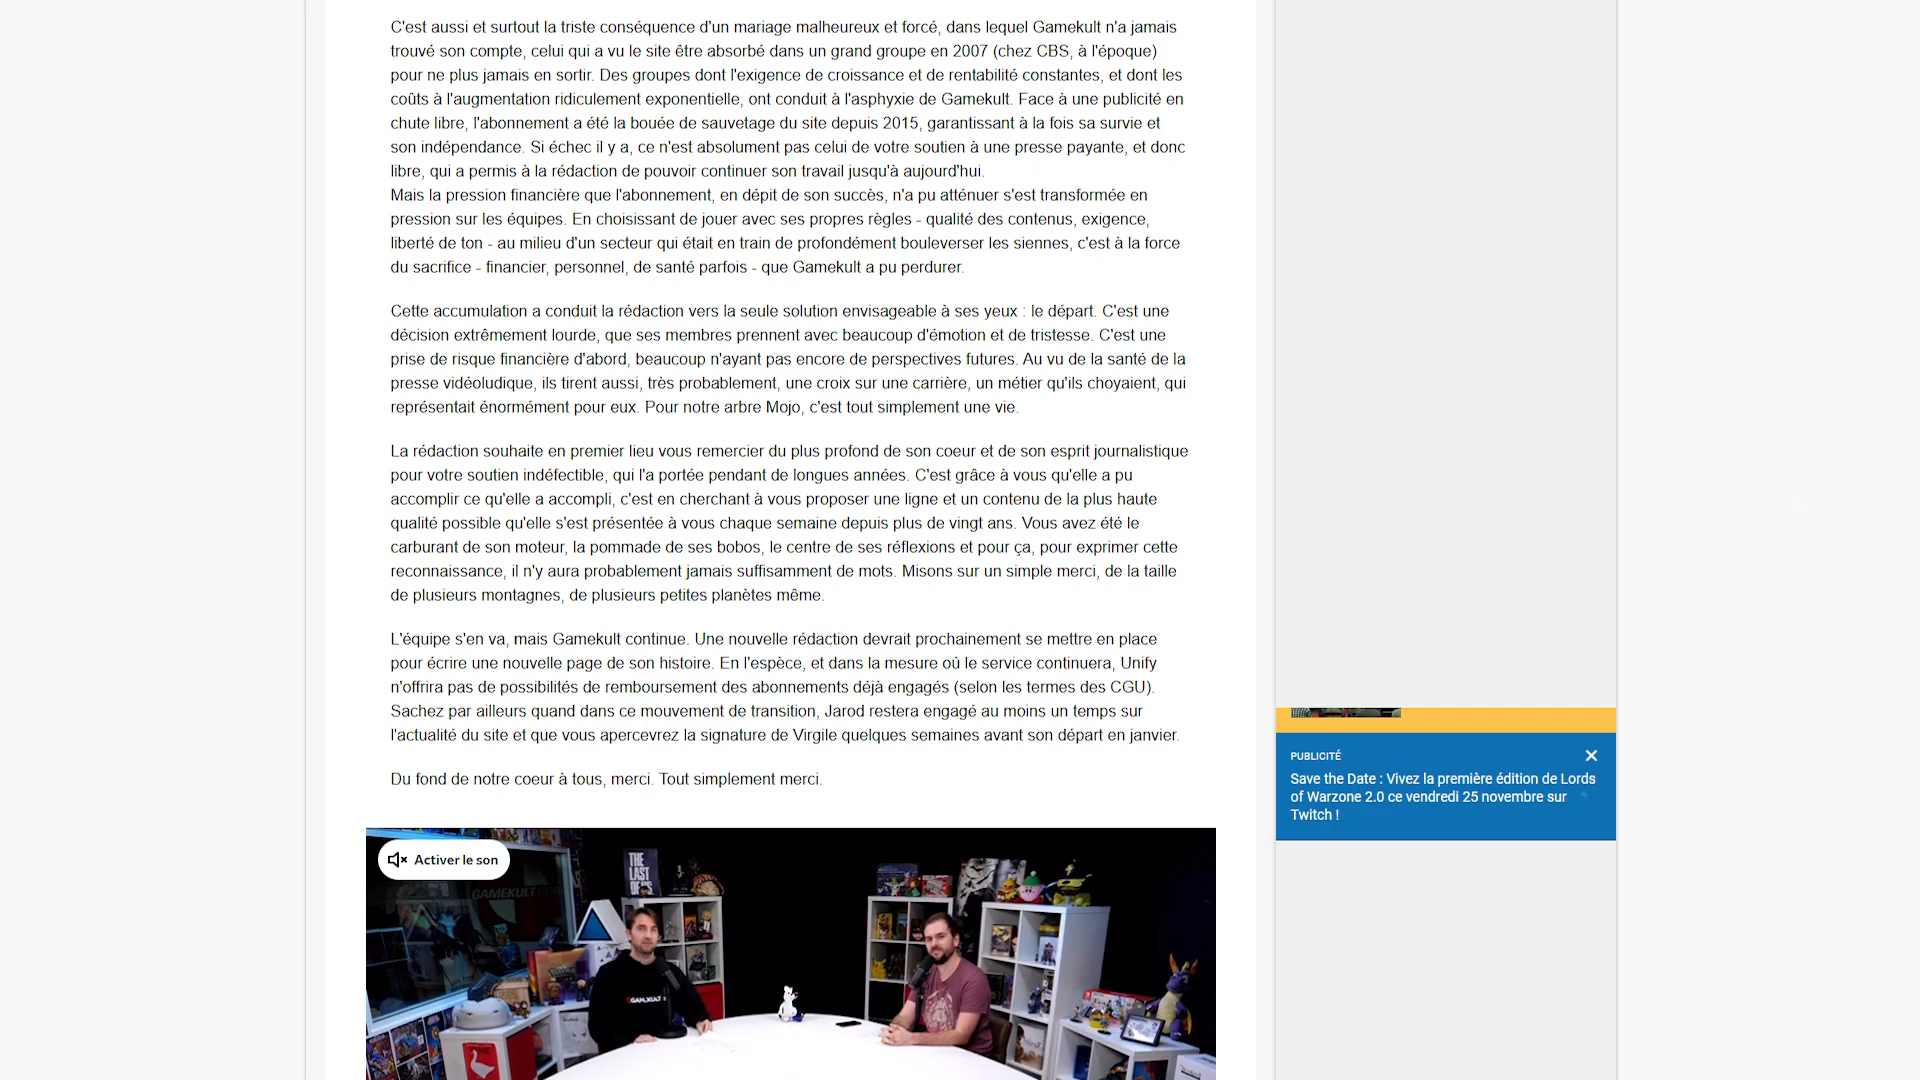 C'est aussi et surtout la triste conséquence d'un mariage malheureux et forcé, dans lequel Gamekult n'a jamais
trouvé son compte, celui qui a vu le site être absorbé dans un grand groupe en 2007 (chez CBS, à l'époque)
pour ne plus jamais en sortir. Des groupes dont l'exigence de croissance et de rentabilité constantes, et dont les
coûts à l'augmentation ridiculement exponentielle, ont conduit à l'asphyxie de Gamekult. Face à une publicité en
chute libre, l'abonnement a été la bouée de sauvetage du site depuis 2015, garantissant à la fois sa survie et
son indépendance. Si échec il y a, ce n'est absolument pas celui de votre soutien à une presse payante, et donc
libre, qui a permis à la rédaction de pouvoir continuer son travail jusqu'à aujourd'hui.
Mais la pression financière que l'abonnement, en dépit de son succès, n'a pu atténuer s'est transformée en
pression sur les équipes. En choisissant de jouer avec ses propres règles - qualité des contenus, exigence,
liberté de ton - au milieu d'un secteur qui était en train de profondément bouleverser les siennes, c'est à la force
du sacrifice - financier, personnel, de santé parfois - que Gamekult a pu perdurer.
Cette accumulation a conduit la rédaction vers la seule solution envisageable à ses yeux : le départ. C'est une
décision extrêmement lourde, que ses membres prennent avec beaucoup d'émotion et de tristesse. C'est une
prise de risque financière d'abord, beaucoup n'ayant pas encore de perspectives futures. Au vu de la santé de la
presse vidéoludique, ils tirent aussi, très probablement, une croix sur une carrière, un métier qu'ils choyaient, qui
représentait énormément pour eux. Pour notre arbre Mojo, c'est tout simplement une vie.
La rédaction souhaite en premier lieu vous remercier du plus profond de son coeur et de son esprit journalistique
pour votre soutien indéfectible, qui l'a portée pendant de longues années. C'est grâce à vous qu'elle a pu
accomplir ce qu'elle a accompli, c'est en cherchant à vous proposer une ligne et un contenu de la plus haute
qualité possible qu'elle s'est présentée à vous chaque semaine depuis plus de vingt ans. Vous avez été le
carburant de son moteur, la pommade de ses bobos, le centre de ses réflexions et pour ça, pour exprimer cette
reconnaissance, il n'y aura probablement jamais suffisamment de mots. Misons sur un simple merci, de la taille
de plusieurs montagnes, de plusieurs petites planètes même.
L'équipe s'en va, mais Gamekult continue. Une nouvelle rédaction devrait prochainement se mettre en place
pour écrire une nouvelle page de son histoire. En l'espèce, et dans la mesure où le service continuera, Unify
n'offrira pas de possibilités de remboursement des abonnements déjà engagés (selon les termes des CGU).
Sachez par ailleurs quand dans ce mouvement de transition, Jarod restera engagé au moins un temps sur
l'actualité du site et que vous apercevrez la signature de Virgile quelques semaines avant son départ en janvier.
Du fond de notre coeur à tous, merci. Tout simplement merci.
PUBLICITÉ
Save the Date : Vivez la première édition de Lords
of Warzone 2.0 ce vendredi 25 novembre sur
Twitch !
Activer le son
GAMEKULT
THE
LAST